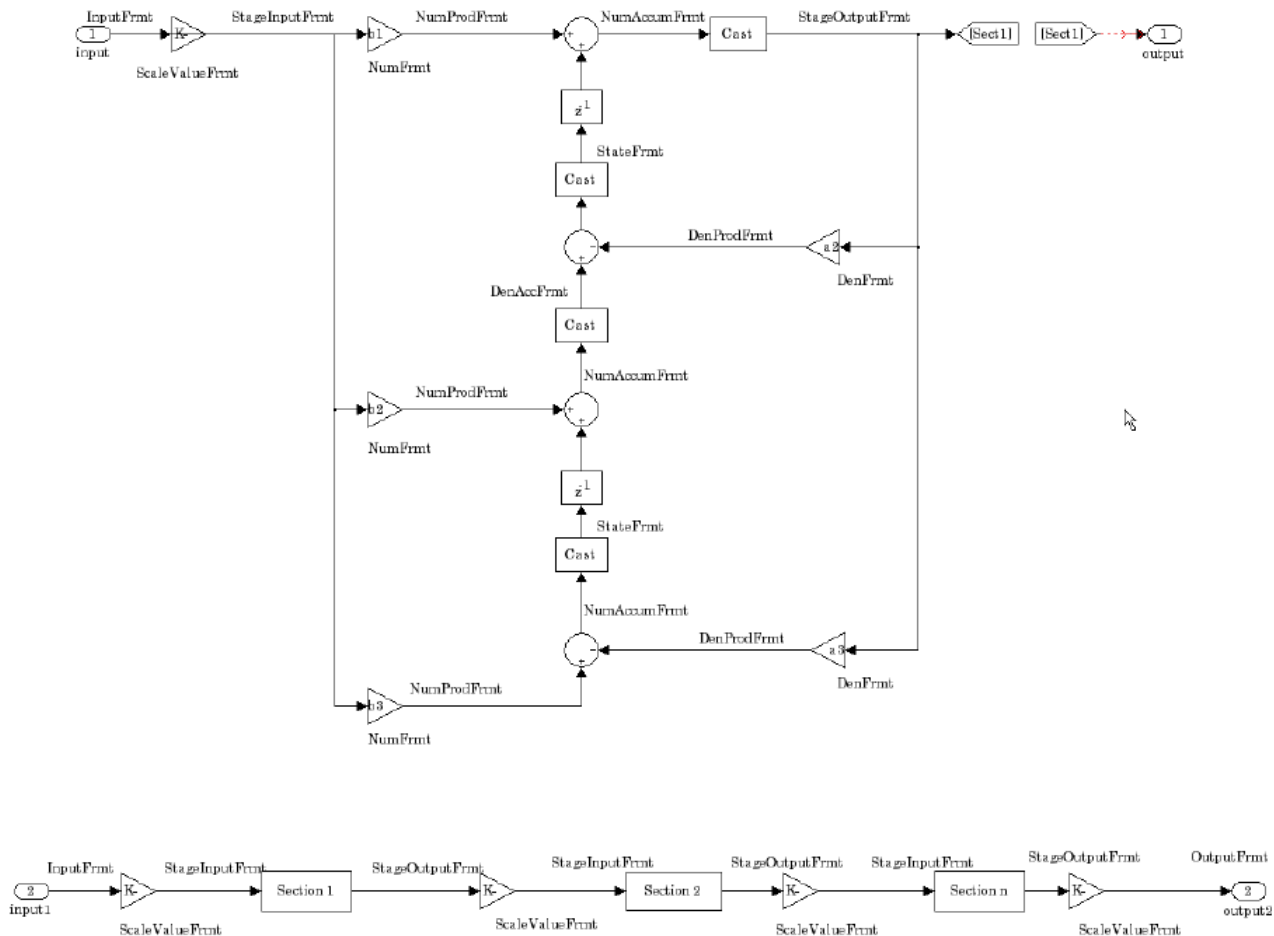 InputFrmt StageInputFrmt NumProdFrmt NumAccumFrmt StageOutputFrmt
1 K- b1 + + Cast [Sect1] [Sect1] 1
input NumFrmt output
ScaleValueFrmt
z-1
StateFrmt
Cast
DenProdFrmt
- a2
+
DenAccFrmt DenFrmt
Cast
NumAccumFrmt
NumProdFrmt
b2 + +
NumFrmt
z-1
StateFrmt
Cast
NumAccumFrmt
DenProdFrmt
- a3
+
NumProdFrmt DenFrmt
b3
NumFrmt
InputFrmt StageInputFrmt StageOutputFrmt StageInputFrmt StageOutputFrmt StageInputFrmt StageOutputFrmt OutputFrmt
2 K- Section 1 K- Section 2 K- Section n K- 2
input1 output2
ScaleValueFrmt ScaleValueFrmt ScaleValueFrmt ScaleValueFrmt